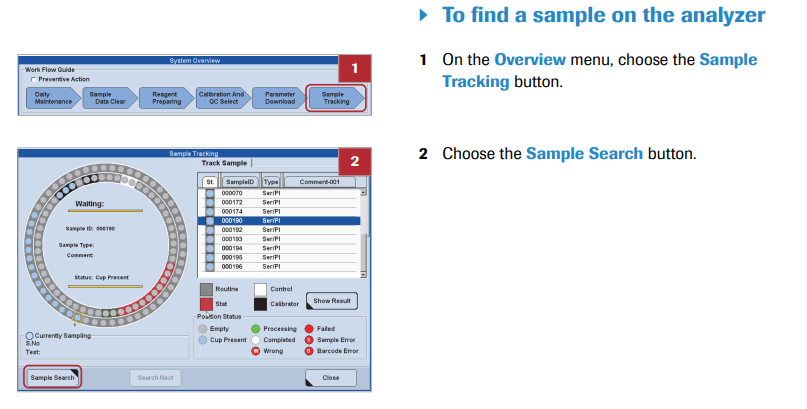 ▶ To find a sample on the analyzer
1 On the Overview menu, choose the Sample
Tracking button.
System Overview
1
Work Flow Guide
Preventive Action
Daily
Maintenance
Sample
Data Clear
Reagent
Preparing
Calibration And
QC Select
Parameter
Download
Sample
Tracking
2 Choose the Sample Search button.
Sample Tracking
2
Track Sample
St. SampleID Type Comment-001
000070 Ser/Pl
000172 Ser/Pl
000174 Ser/Pl
000190 Ser/Pl
000192 Ser/Pl
000193 Ser/Pl
000194 Ser/Pl
000195 Ser/Pl
000196 Ser/Pl
Waiting:
Sample ID: 000190
Sample Type:
Comment:
Status: Cup Present
Routine Control
Stat Calibrator
Show Result
Position Status
Empty Processing Failed
Cup Present Completed S Sample Error
W Wrong B Barcode Error
Currently Sampling
S.No
Test:
Sample Search Search Next Close